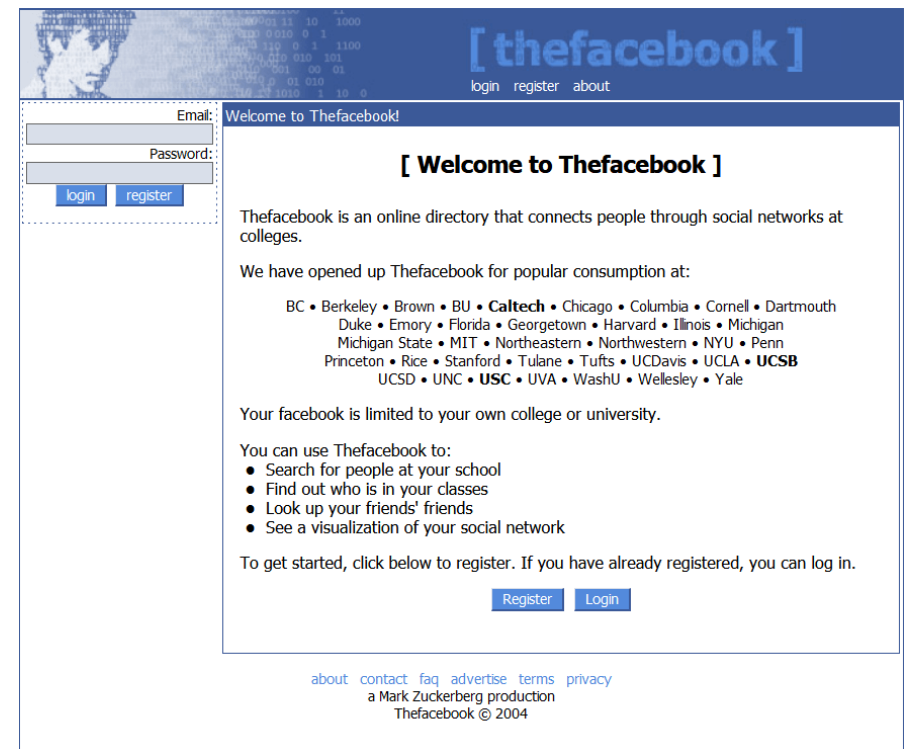 [ thefacebook ]
login register about
Email:
Password:
login register
Welcome to Thefacebook!
[ Welcome to Thefacebook ]
Thefacebook is an online directory that connects people through social networks at
colleges.
We have opened up Thefacebook for popular consumption at:
BC • Berkeley • Brown • BU • Caltech • Chicago • Columbia • Cornell • Dartmouth
Duke • Emory • Florida • Georgetown • Harvard • Illinois • Michigan
Michigan State • MIT • Northeastern • Northwestern • NYU • Penn
Princeton • Rice • Stanford • Tulane • Tufts • UCDavis • UCLA • UCSB
UCSD • UNC • USC • UVA • WashU • Wellesley • Yale
Your facebook is limited to your own college or university.
You can use Thefacebook to:
• Search for people at your school
• Find out who is in your classes
• Look up your friends' friends
• See a visualization of your social network
To get started, click below to register. If you have already registered, you can log in.
Register Login
about contact faq advertise terms privacy
a Mark Zuckerberg production
Thefacebook © 2004